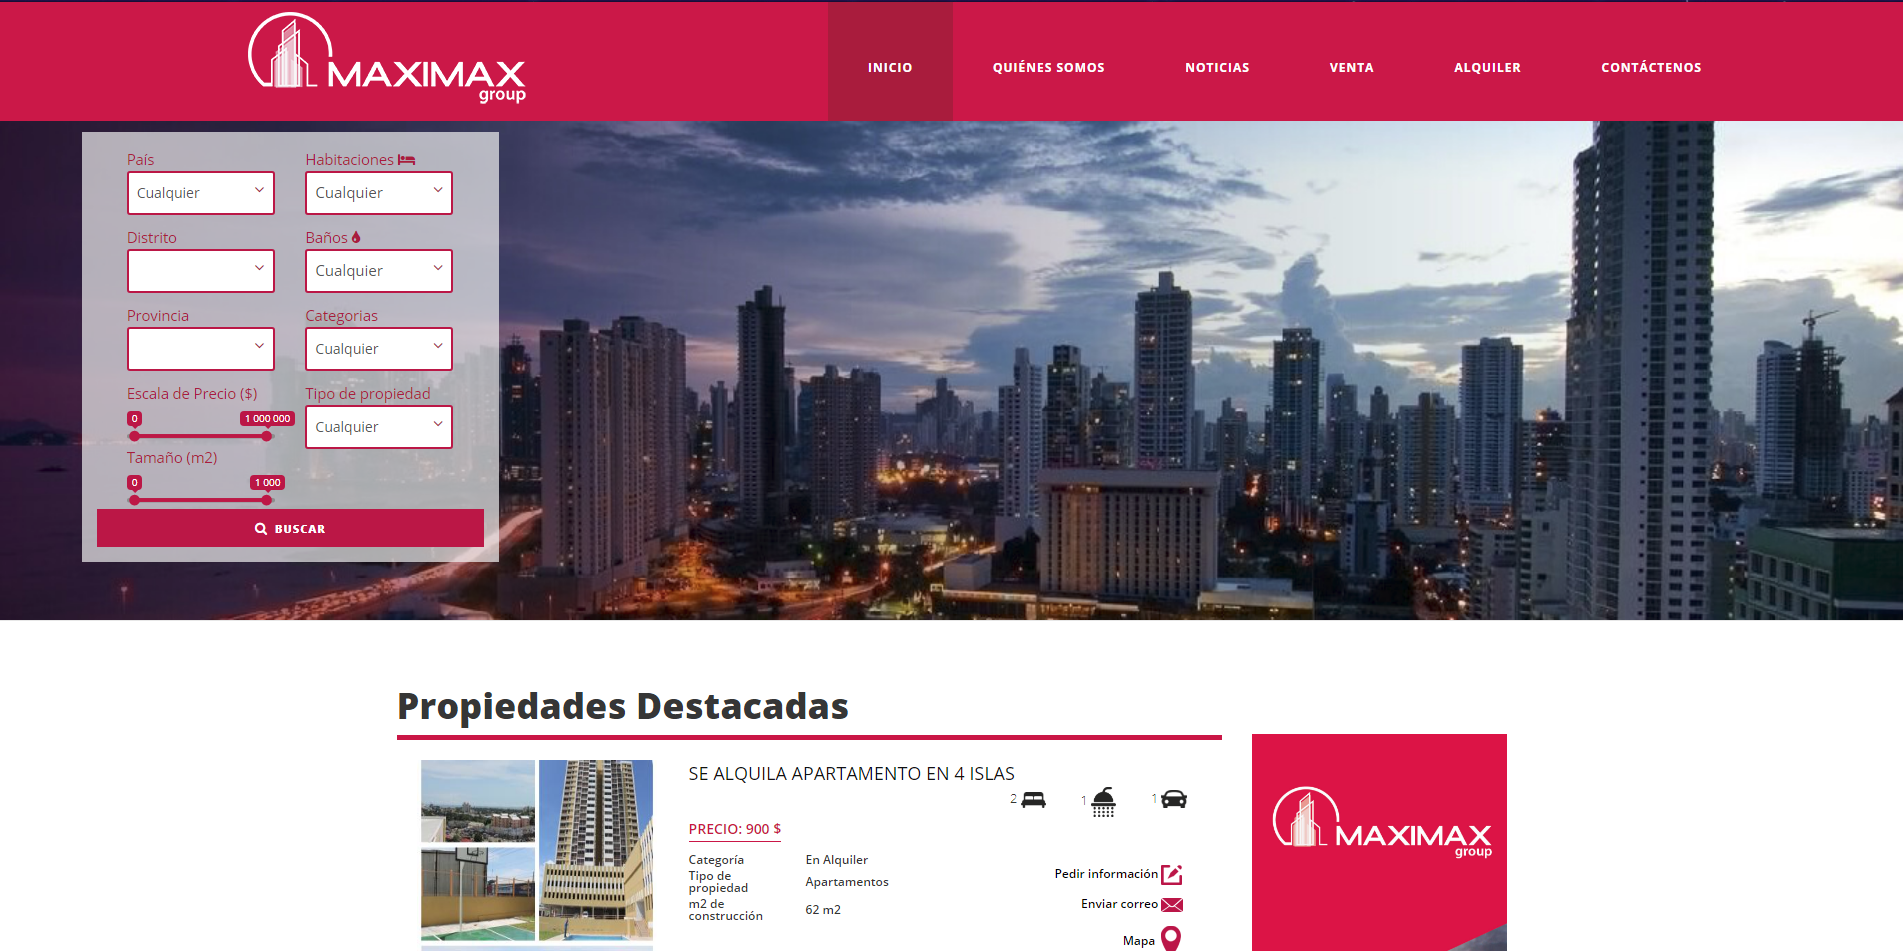 MAXIMAX
group
INICIO
QUIÉNES SOMOS
NOTICIAS
VENTA
ALQUILER
CONTÁCTENOS
País
Habitaciones
Cualquier
Cualquier
Distrito
Baños
Cualquier
Provincia
Categorias
Cualquier
Escala de Precio ($)
Tipo de propiedad
0
1 000 000
Cualquier
Tamaño (m2)
0
1 000
BUSCAR
Propiedades Destacadas
SE ALQUILA APARTAMENTO EN 4 ISLAS
2
1
1
PRECIO: 900 $
Categoría
En Alquiler
Tipo de
propiedad
Apartamentos
m2 de
construcción
62 m2
Pedir información
Enviar correo
Mapa
MAXIMAX
group